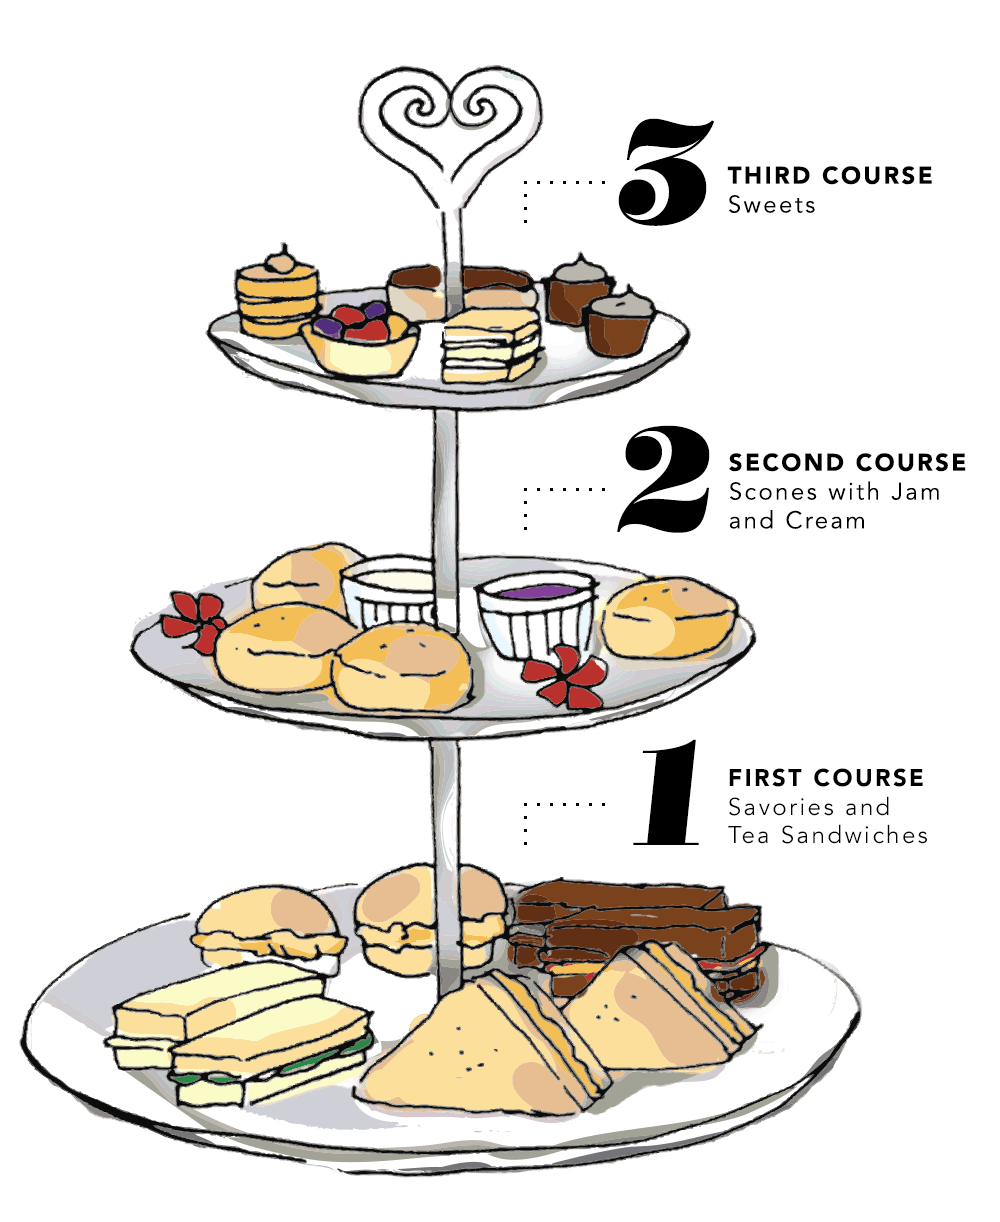 3
THIRD COURSE
Sweets
2
SECOND COURSE
Scones with Jam
and Cream
1
FIRST COURSE
Savories and
Tea Sandwiches